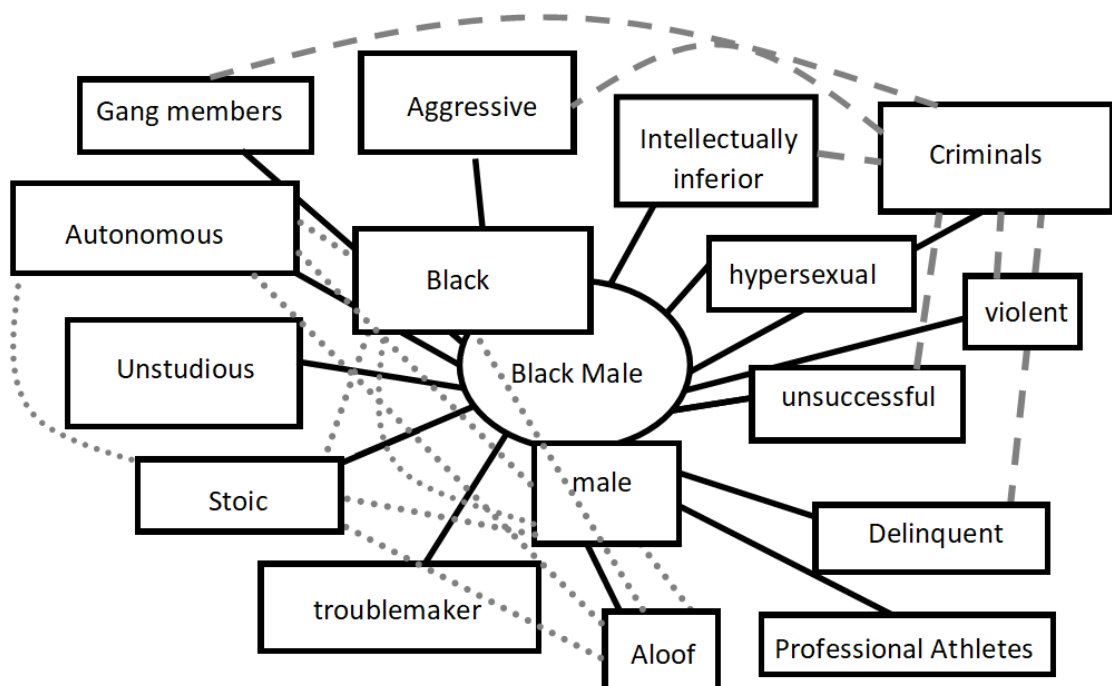 Gang members
Aggressive
Intellectually
inferior
Criminals
Autonomous
Black
hypersexual
violent
Unstudious
Black Male
unsuccessful
Stoic
male
Delinquent
troublemaker
Aloof
Professional Athletes